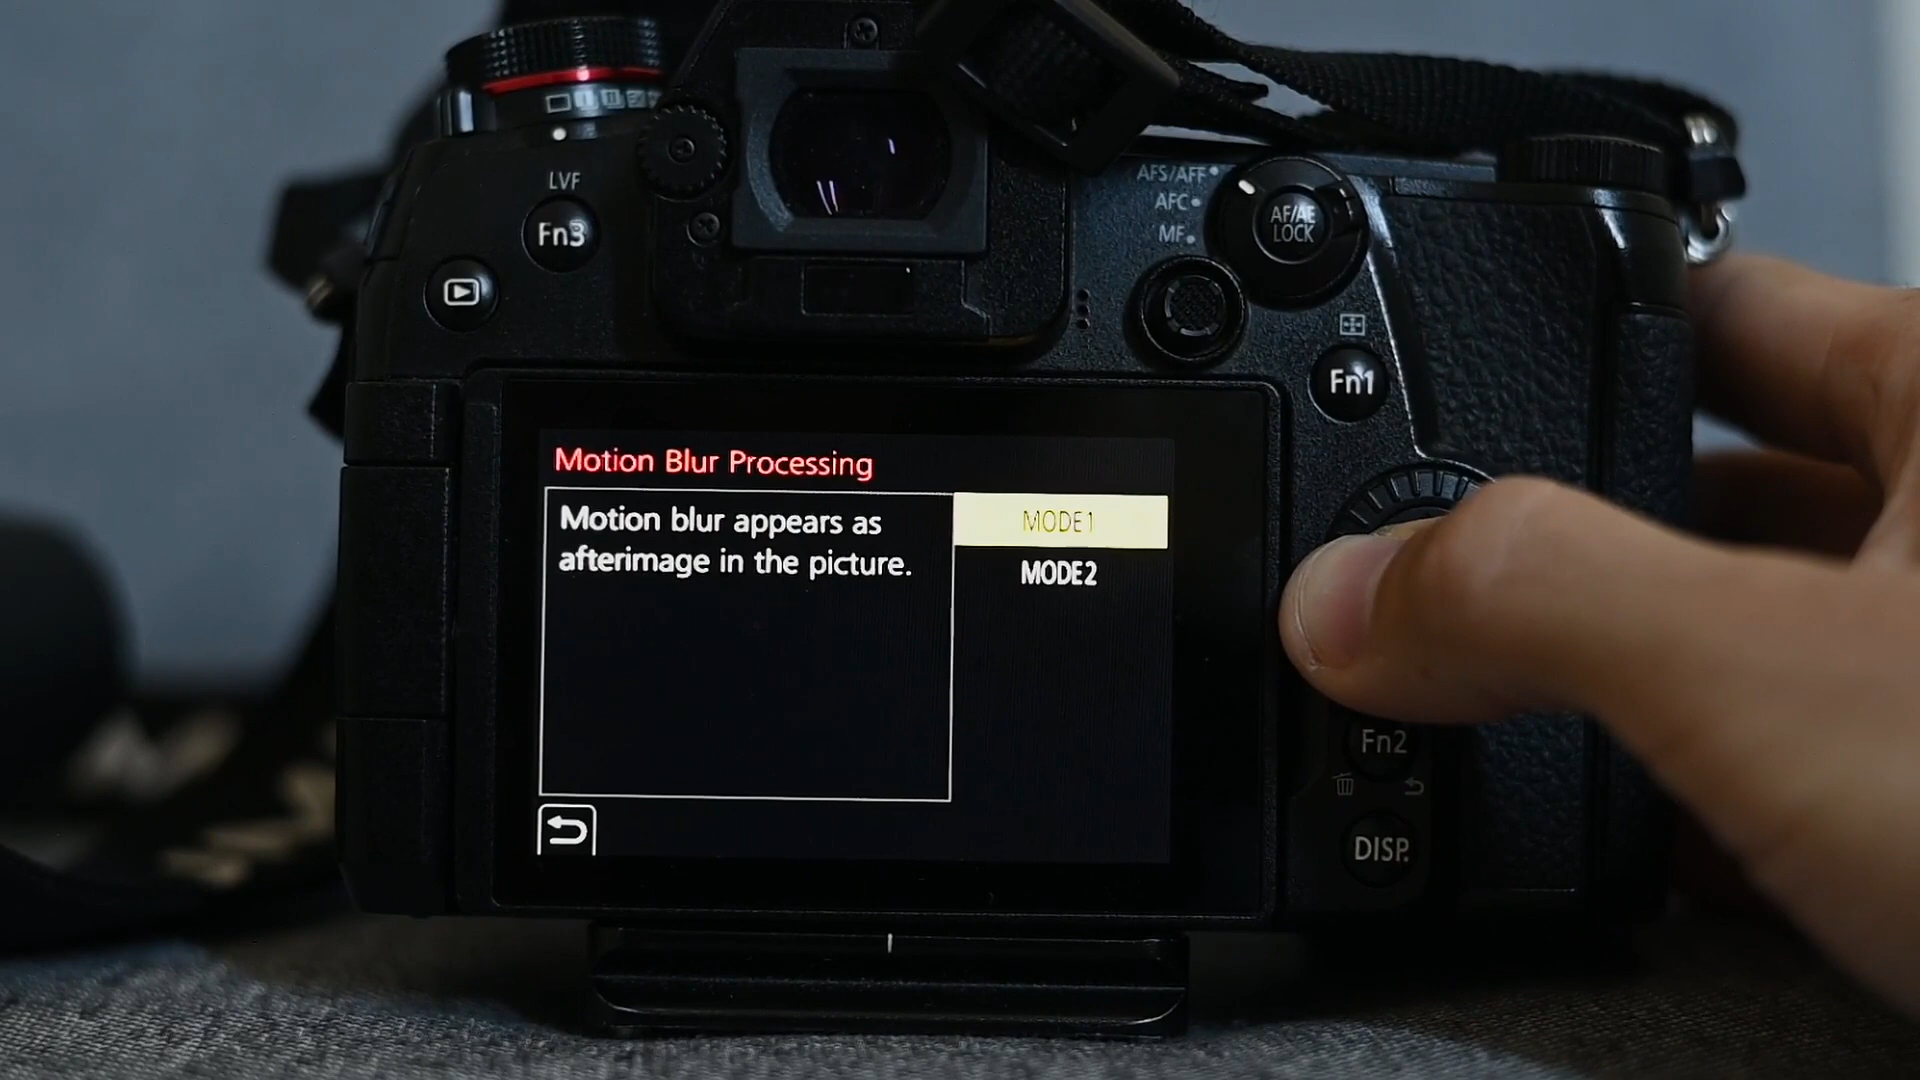 LVF
Fn3
AFS/AFF
AFC
MF
AF/AE
LOCK
Fn1
Motion Blur Processing
Motion blur appears as
afterimage in the picture.
MODE1
MODE2
Fn2
DISP.